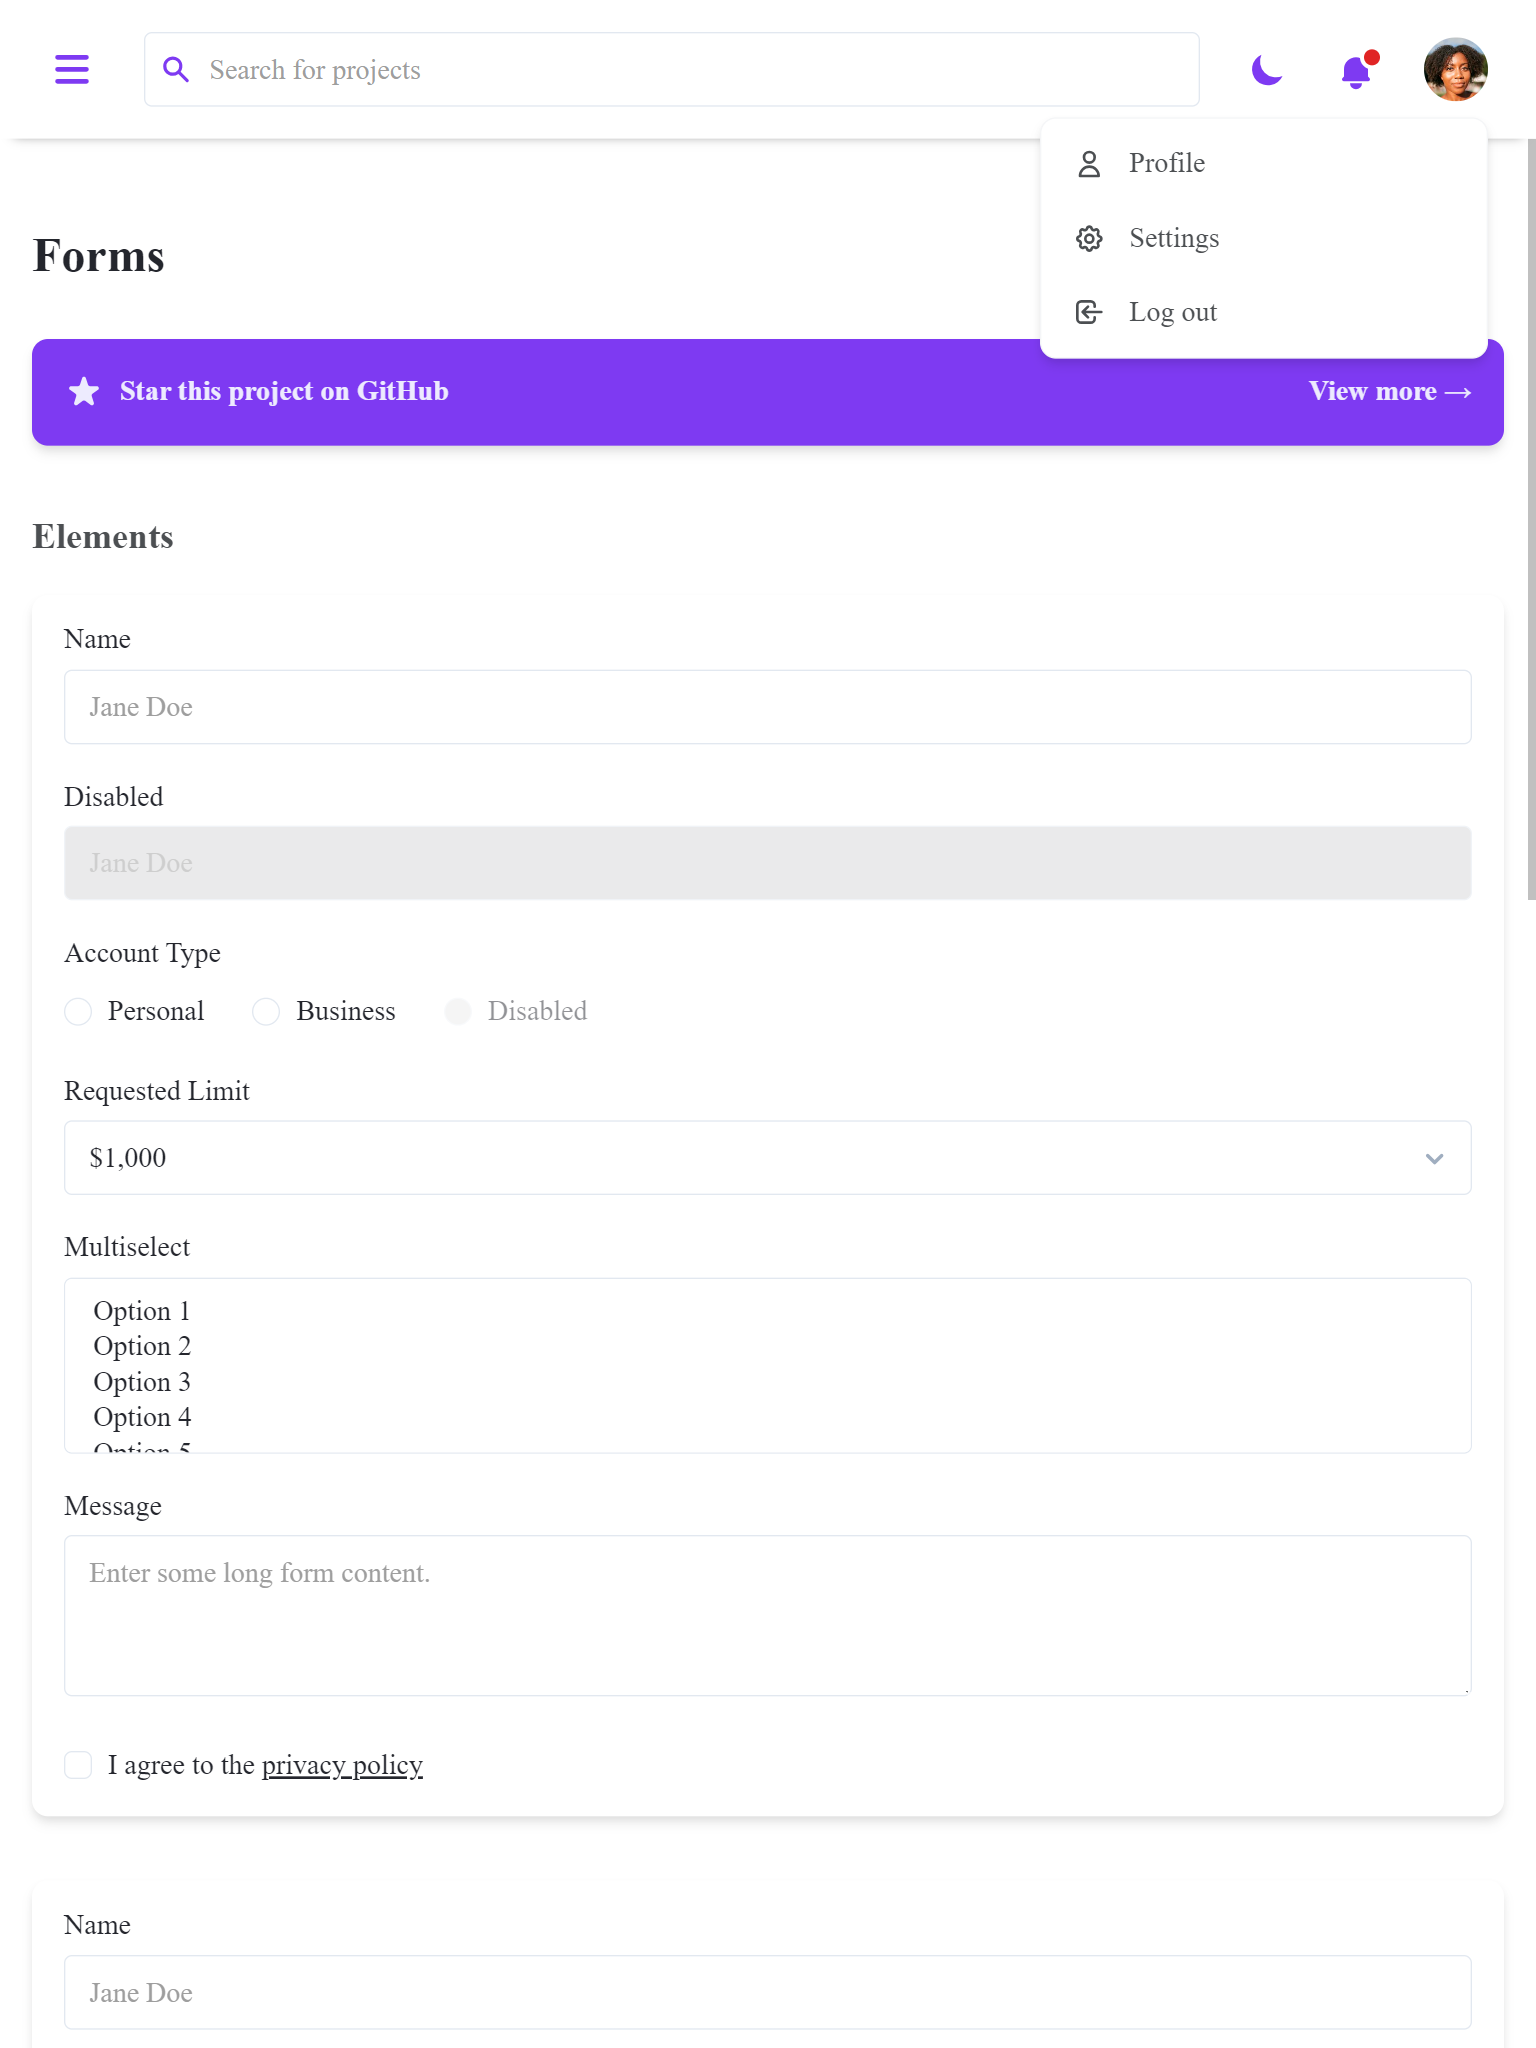 Search for projects
Profile
Settings
Log out
Forms
Star this project on GitHub
View more →
Elements
Name
Jane Doe
Disabled
Jane Doe
Account Type
Personal
Business
Disabled
Requested Limit
$1,000
Multiselect
Option 1
Option 2
Option 3
Option 4
Option 5
Message
Enter some long form content.
I agree to the privacy policy
Name
Jane Doe